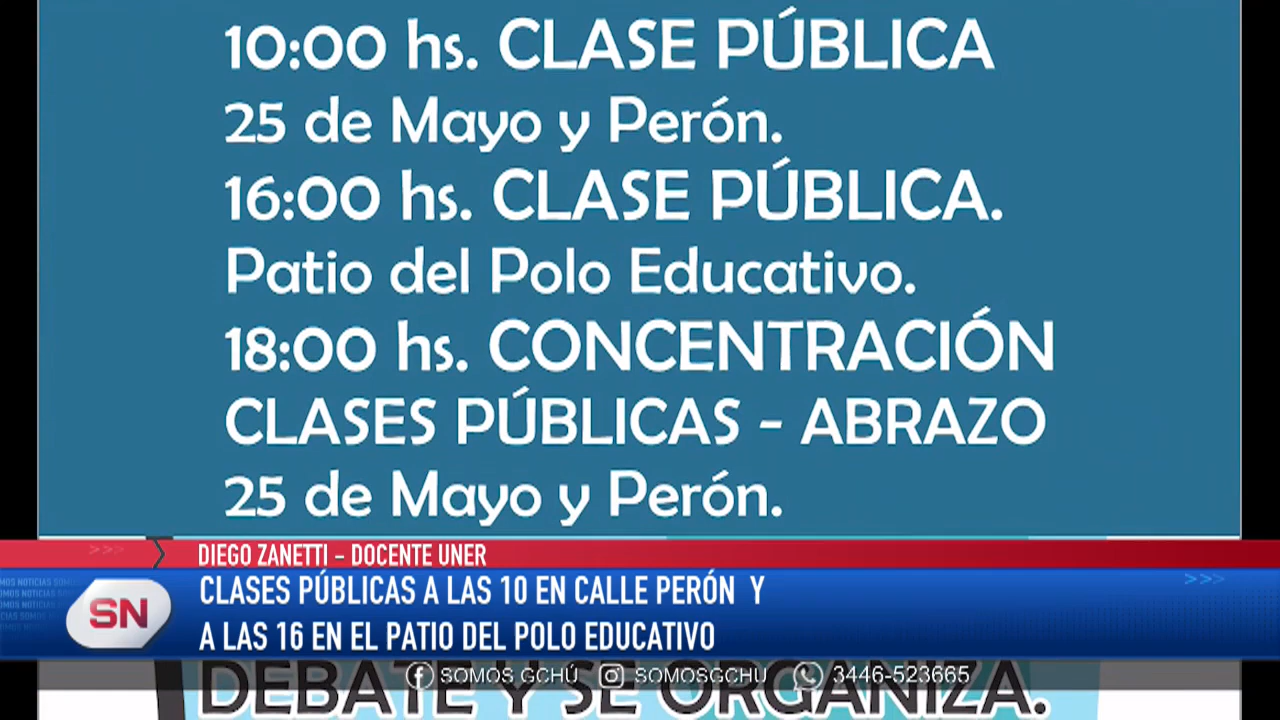 10:00 hs. CLASE PÚBLICA
25 de Mayo y Perón.
16:00 hs. CLASE PÚBLICA.
Patio del Polo Educativo.
18:00 hs. CONCENTRACIÓN
CLASES PÚBLICAS - ABRAZO
25 de Mayo y Perón.
>>>
DIEGO ZANETTI – DOCENTE UNER
SN
CLASES PÚBLICAS A LAS 10 EN CALLE PERÓN Y
>>>
A LAS 16 EN EL PATIO DEL POLO EDUCATIVO
SOMOS GCHÚ SOMOSGCHU 3446-523665
DEBATE Y SE ORGANIZA.